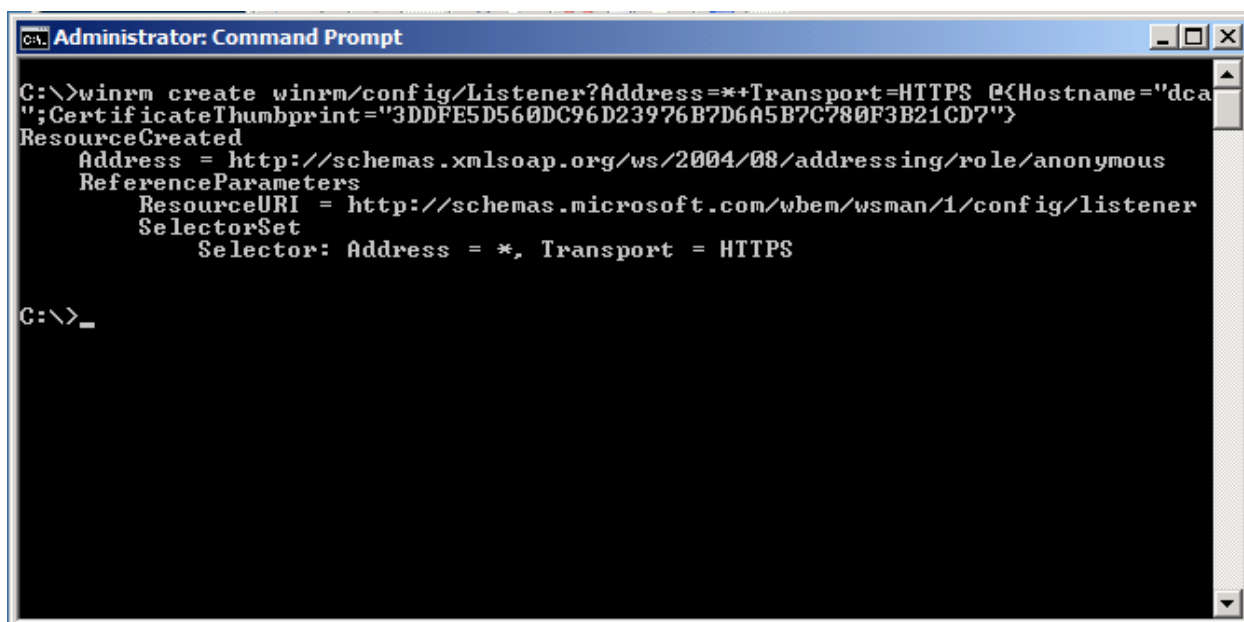 Administrator: Command Prompt
C:\>winrm create winrm/config/Listener?Address=*+Transport=HTTPS @{Hostname="dca
";CertificateThumbprint="3DDFE5D560DC96D23976B7D6A5B7C780F3B21CD7"}
ResourceCreated
    Address = http://schemas.xmlsoap.org/ws/2004/08/addressing/role/anonymous
    ReferenceParameters
        ResourceURI = http://schemas.microsoft.com/wbem/wsman/1/config/listener
        SelectorSet
            Selector: Address = *, Transport = HTTPS
C:\>_